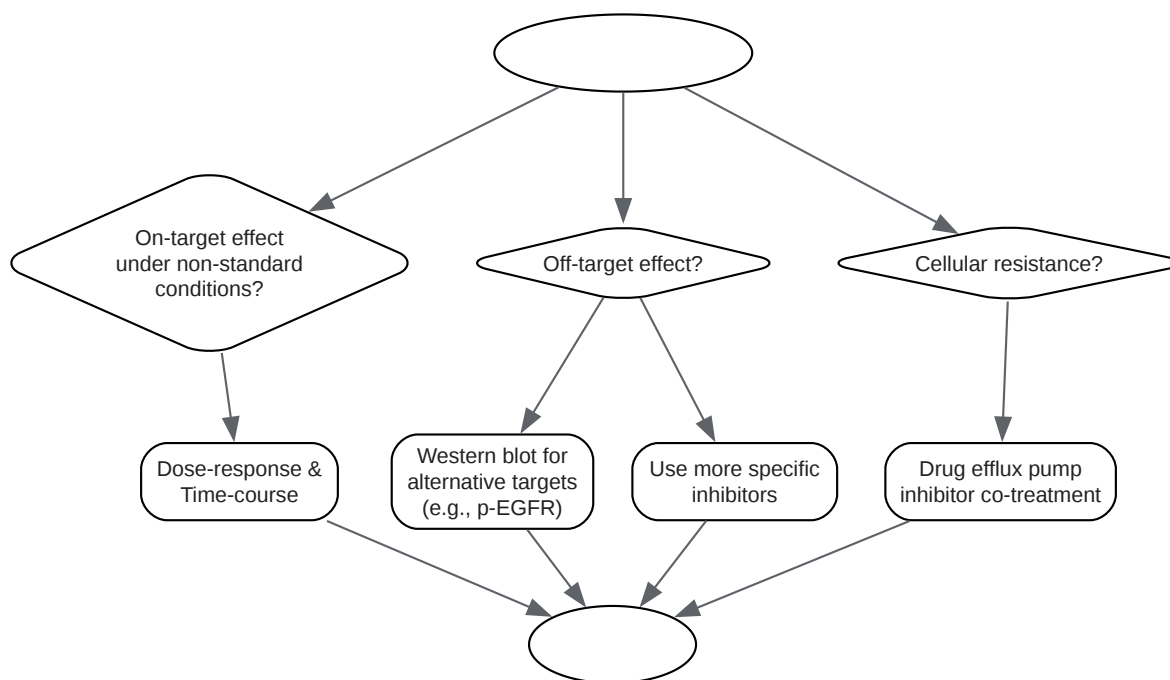 On-target effect
under non-standard
conditions?
Off-target effect?
Cellular resistance?
Dose-response &
Time-course
Western blot for
alternative targets
(e.g., p-EGFR)
Use more specific
inhibitors
Drug efflux pump
inhibitor co-treatment